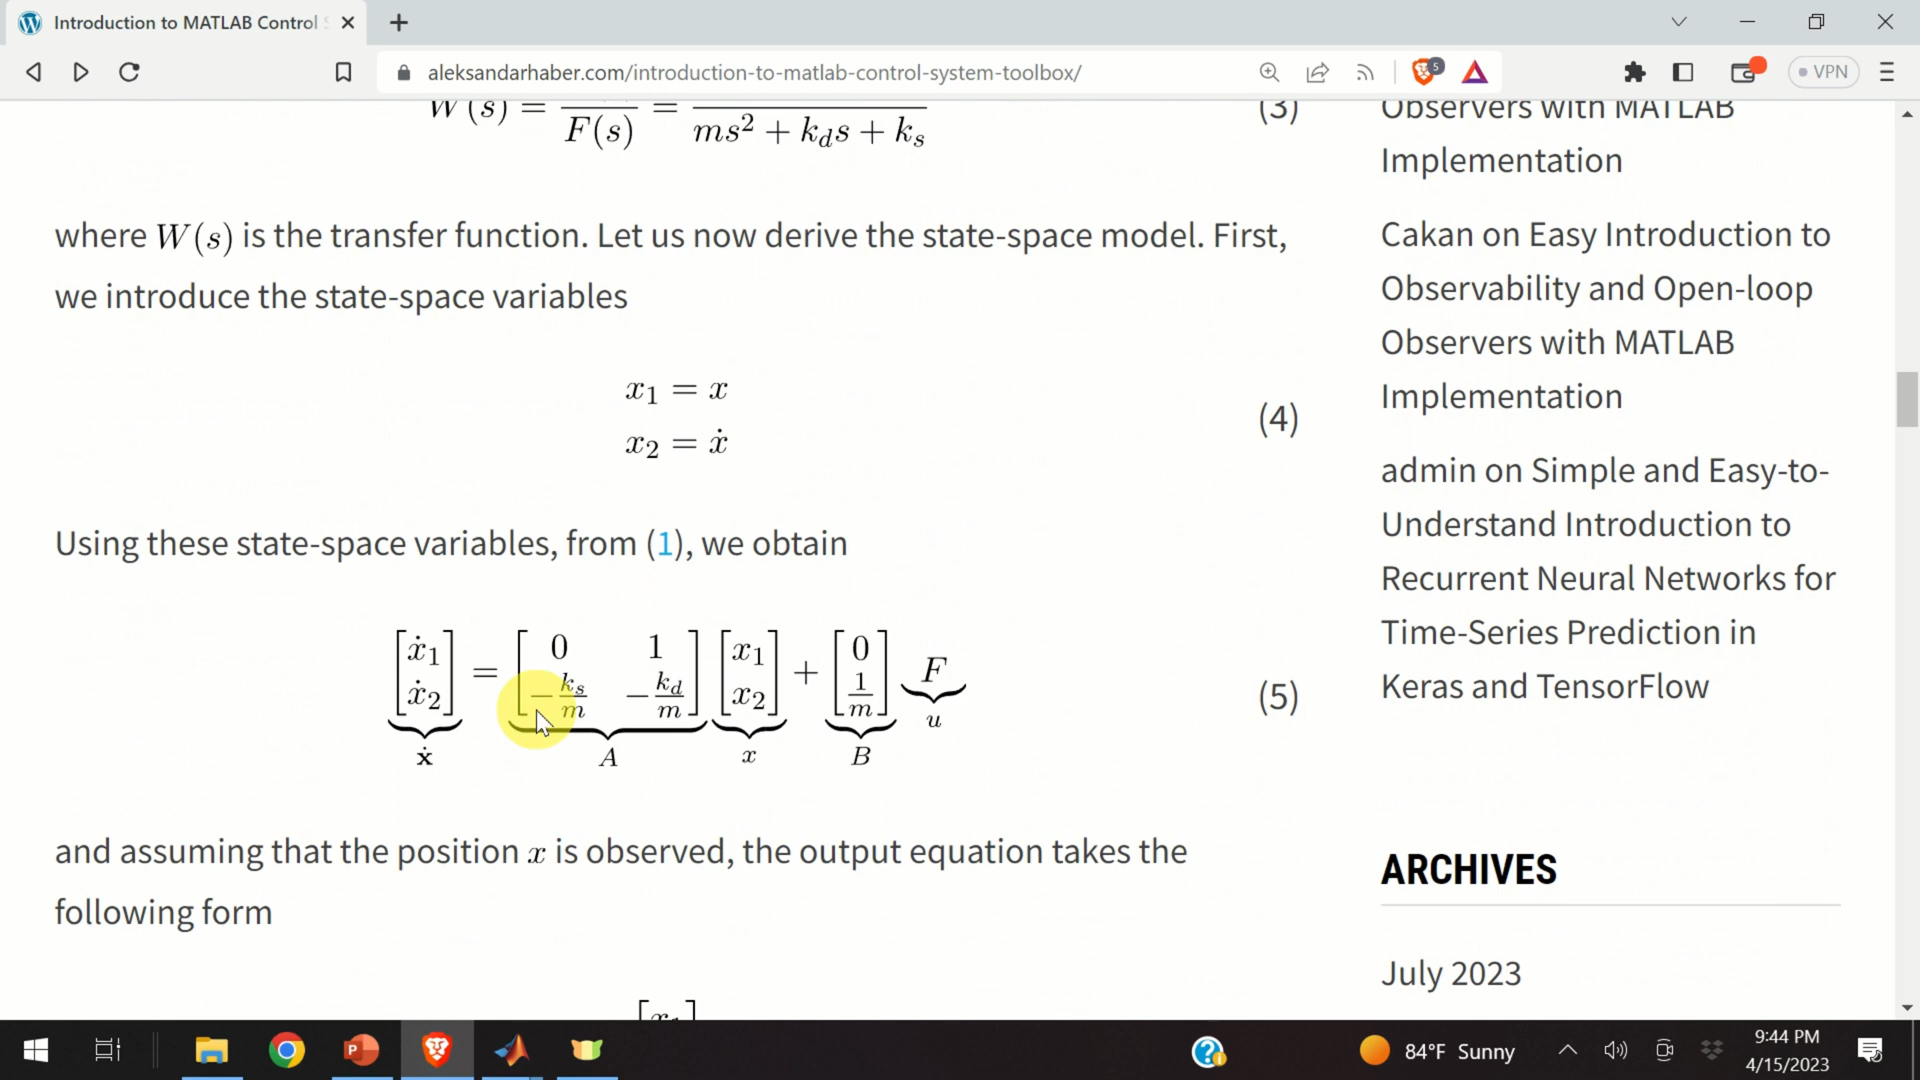 Introduction to MATLAB Control S
aleksandarhaber.com/introduction-to-matlab-control-system-toolbox/
5
VPN
W(s) = / F(s) = / ms² + k_d s + k_s (3)
where W(s) is the transfer function. Let us now derive the state-space model. First,
we introduce the state-space variables
x₁ = x
x₂ = ẋ
(4)
Using these state-space variables, from (1), we obtain
[ẋ₁ ẋ₂] = [0 1 -k_s/m -k_d/m] [x₁ x₂] + [0 1/m] F (5)
ẋ A x B u
and assuming that the position x is observed, the output equation takes the
following form
[x₁]
Observers with MATLAB
Implementation
Cakan on Easy Introduction to
Observability and Open-loop
Observers with MATLAB
Implementation
admin on Simple and Easy-to-
Understand Introduction to
Recurrent Neural Networks for
Time-Series Prediction in
Keras and TensorFlow
ARCHIVES
July 2023
84°F Sunny
9:44 PM
4/15/2023